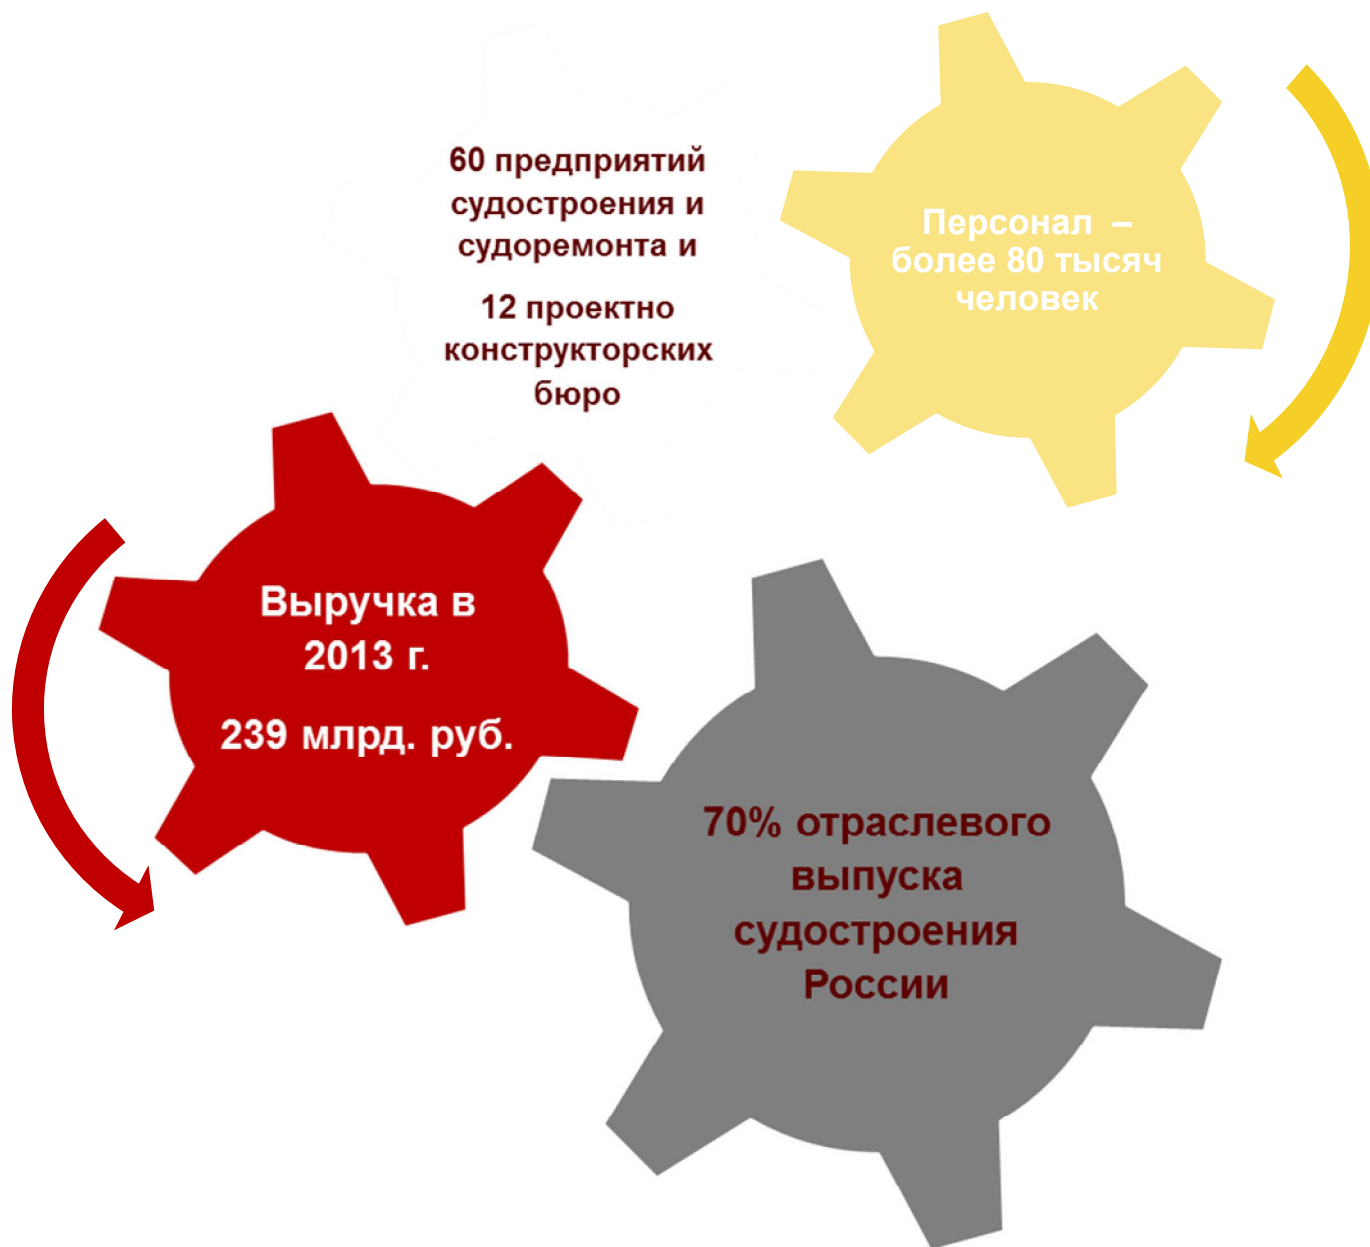 60 предприятий
судостроения и
судоремонта и
12 проектно
конструкторских
бюро
Персонал –
более 80 тысяч
человек
Выручка в
2013 г.
239 млрд. руб.
70% отраслевого
выпуска
судостроения
России